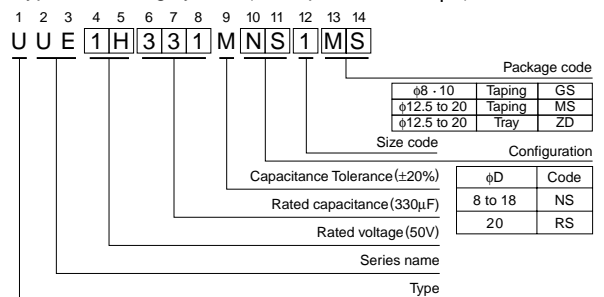 1 2 3 4 5 6 7 8 9 10 11 12 13 14
U U E 1 H 3 3 1 M N S 1 M S
Package code
ϕ8 · 10 Taping GS
ϕ12.5 to 20 Taping MS
ϕ12.5 to 20 Tray ZD
Size code
Configuration
ϕD Code
8 to 18 NS
20 RS
Capacitance Tolerance (±20%)
Rated capacitance (330μF)
Rated voltage (50V)
Series name
Type